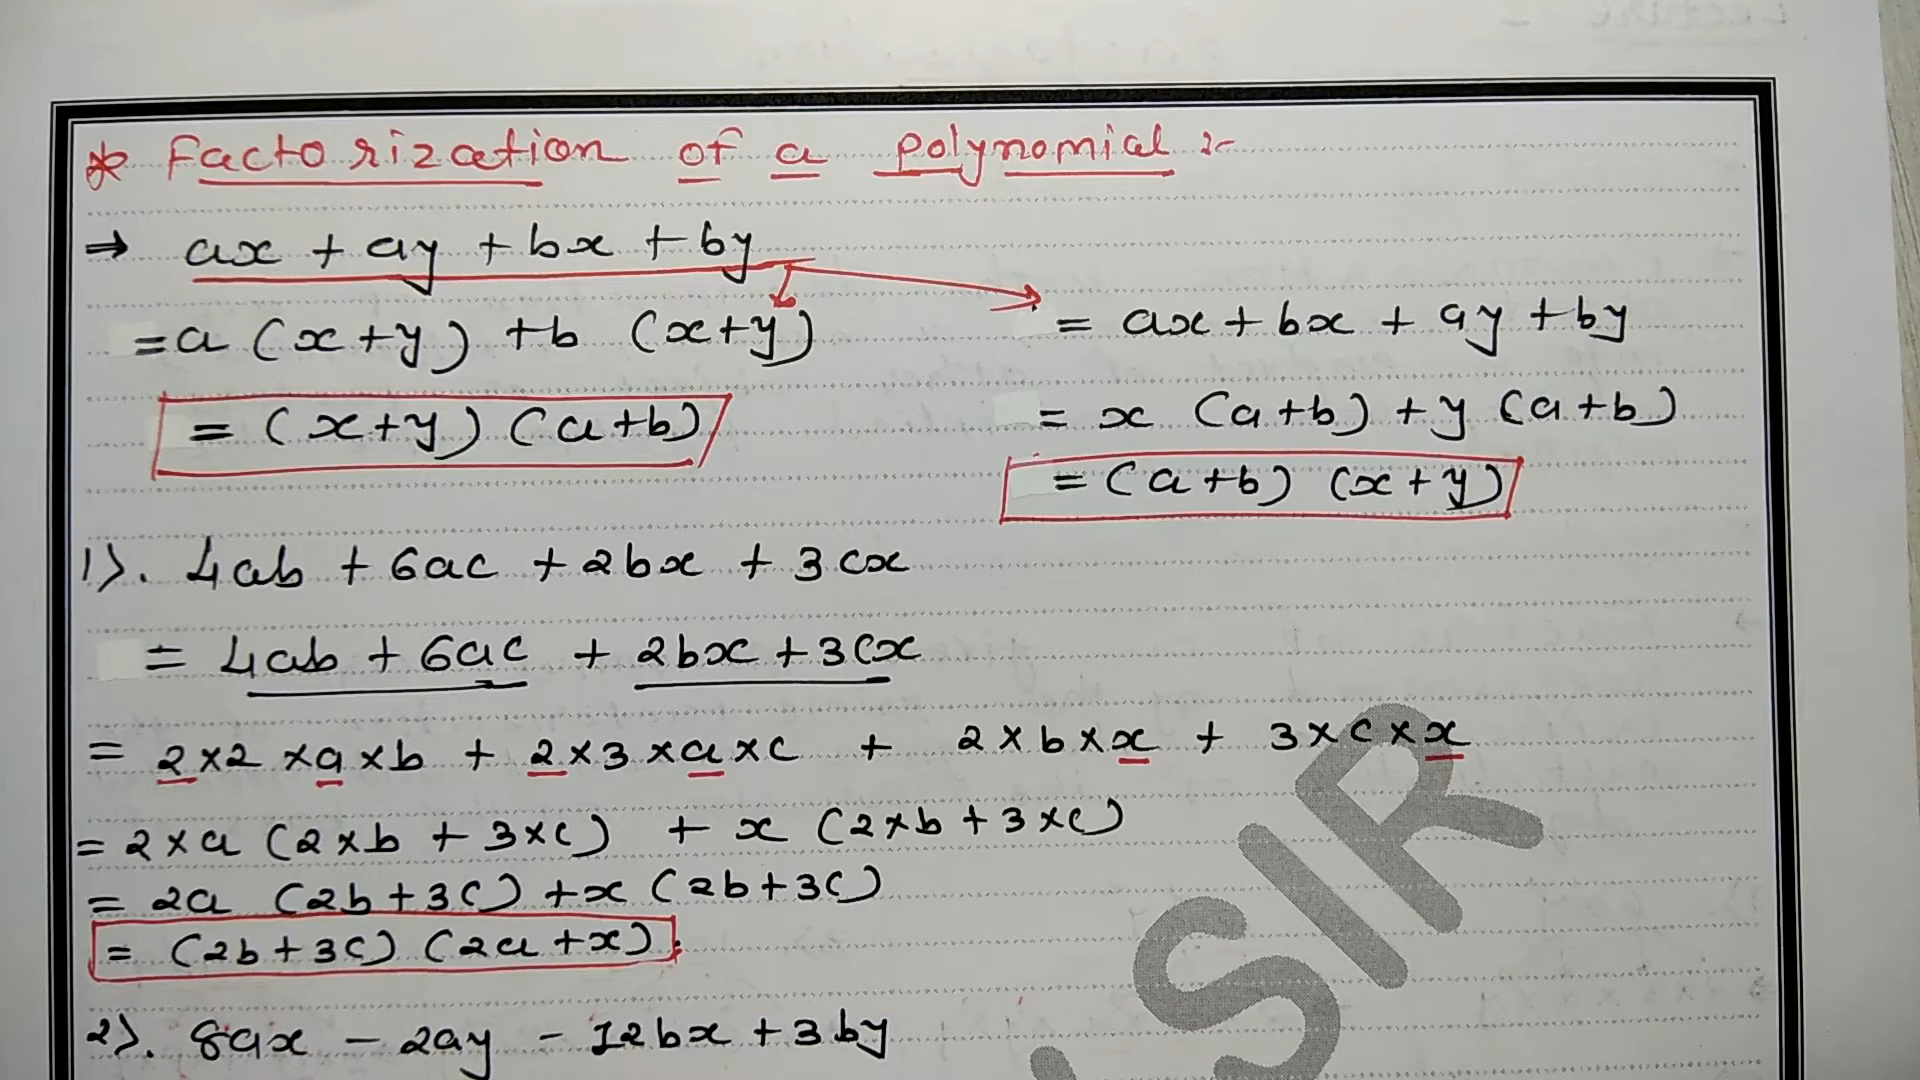 * Factorization of a polynomial :-
⇒ ax + ay + bx + by
= a (x+y) + b (x+y)
= (x+y) (a+b)
= ax + bx + ay + by
= x (a+b) + y (a+b)
= (a+b) (x+y)
1). 4ab + 6ac + 2bx + 3cx
= 4ab + 6ac + 2bx + 3cx
= 2×2×a×b + 2×3×a×c + 2×b×x + 3×c×x
= 2×a (2×b + 3×c) + x (2×b + 3×c)
= 2a (2b+3c) + x (2b+3c)
= (2b+3c) (2a+x).
2). 8ax - 2ay - 12bx + 3by
SIR